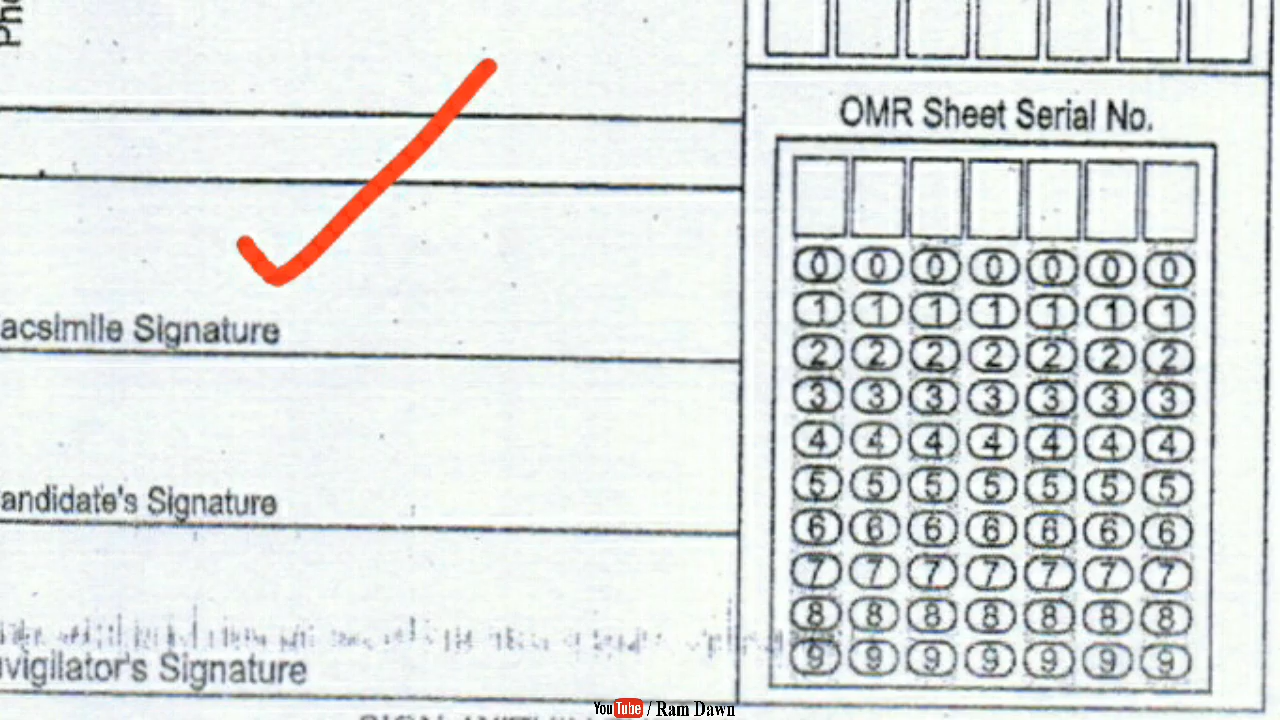 OMR Sheet Serial No.
0 0 0 0 0 0 0
1 1 1 1 1 1 1
2 2 2 2 2 2 2
3 3 3 3 3 3 3
4 4 4 4 4 4 4
5 5 5 5 5 5 5
6 6 6 6 6 6 6
7 7 7 7 7 7 7
8 8 8 8 8 8 8
9 9 9 9 9 9 9
acsimile Signature
andidate's Signature
vigilator's Signature
YouTube / Ram Dawn